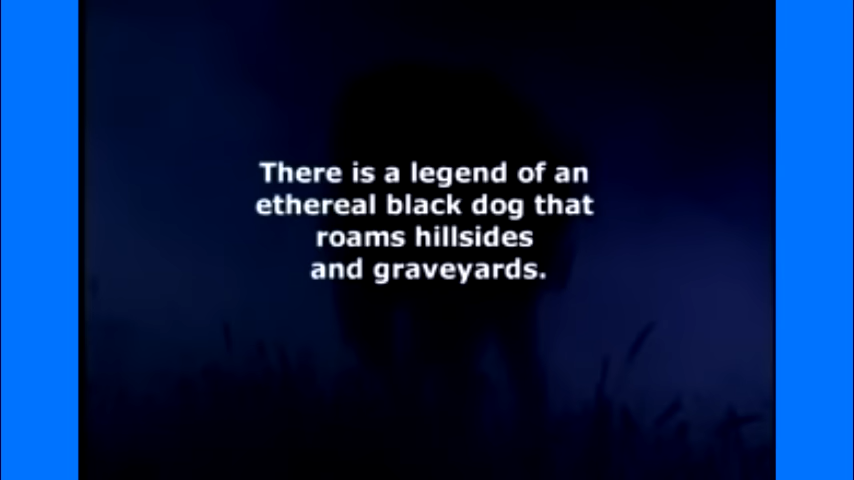 There is a legend of an
ethereal black dog that
roams hillsides
and graveyards.